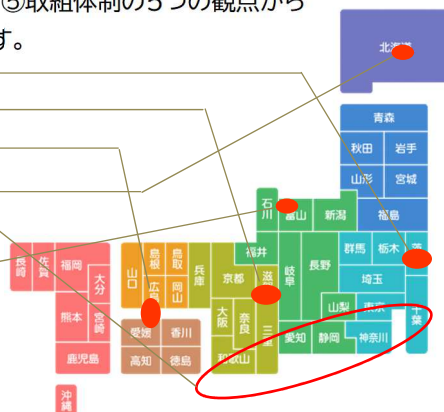 ⑤取組体制の5つの観点から
す。
北海道
青森
秋田 岩手
山形 宮城
石川 富山 新潟 福島
福井 群馬 栃木
長崎 佐賀 福岡 大分 山口 島根 鳥取 兵庫 京都 滋賀 岐阜 長野 埼玉
広島 岡山 山梨 東京 千葉
熊本 宮崎 愛媛 香川 大阪 奈良 三重 愛知 静岡 神奈川
鹿児島 高知 徳島 和歌山
沖縄